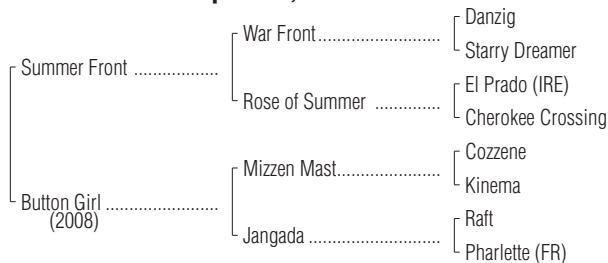 Danzig
War Front
Starry Dreamer
Summer Front
El Prado (IRE)
Rose of Summer
Cherokee Crossing
Cozzene
Mizzen Mast
Kinema
Button Girl
(2008)
Raft
Jangada
Pharlette (FR)